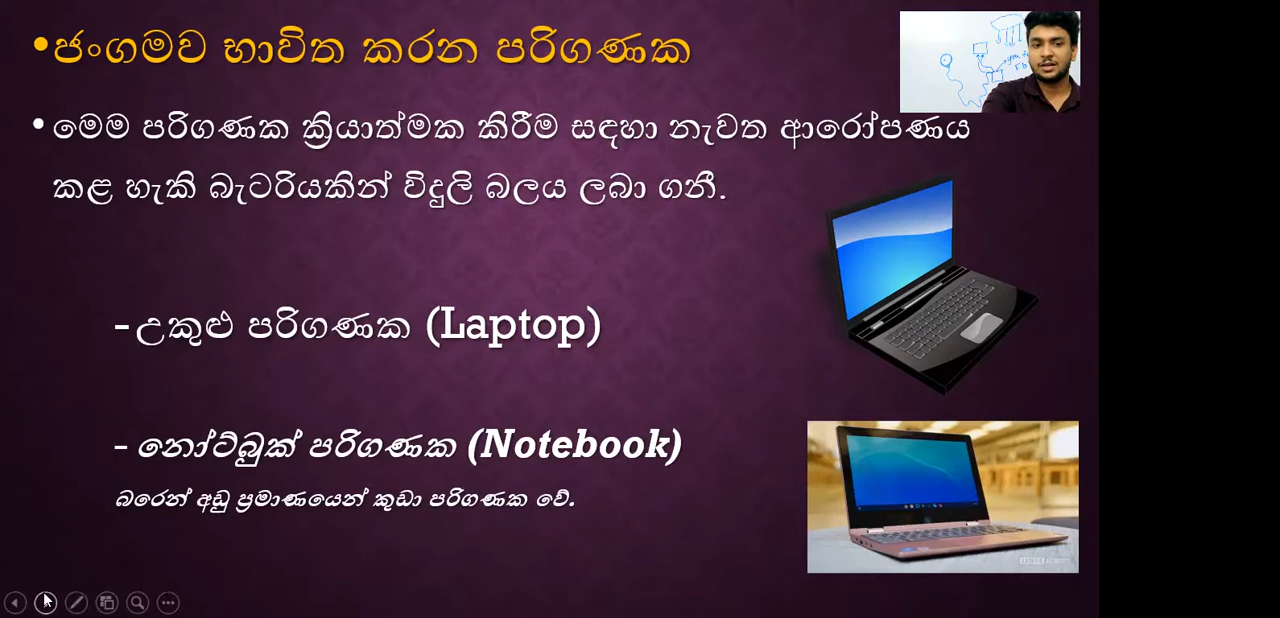 •ජංගමව භාවිත කරන පරිගණක
• මෙම පරිගණක ක්‍රියාත්මක කිරීම සඳහා නැවත ආරෝපණය
කළ හැකි බැටරියකින් විදුලි බලය ලබා ගනී.
-උකුළු පරිගණක (Laptop)
- නෝට්බුක් පරිගණක (Notebook)
බරෙන් අඩු ප්‍රමාණයෙන් කුඩා පරිගණක වේ.